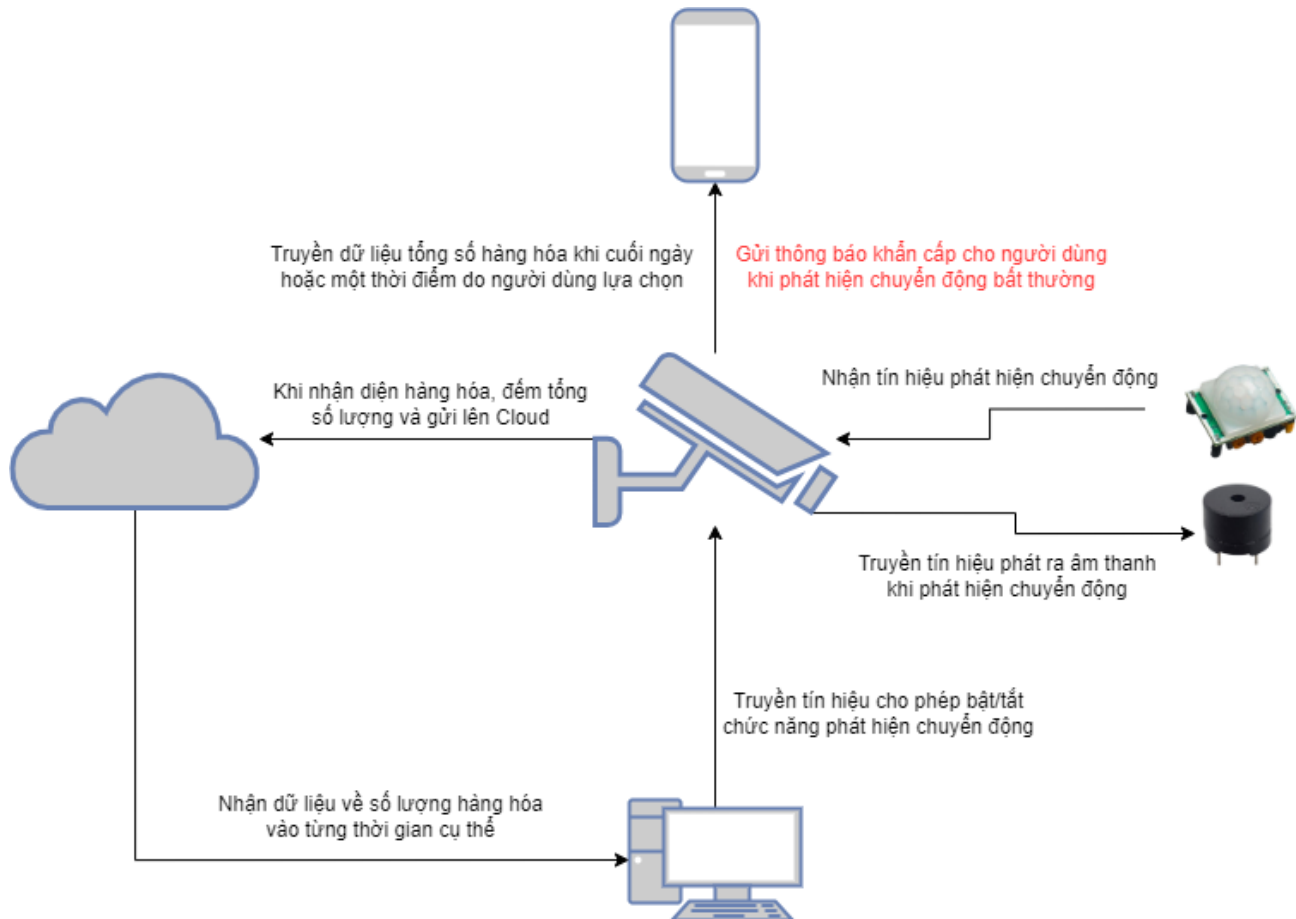 Truyền dữ liệu tổng số hàng hóa khi cuối ngày
hoặc một thời điểm do người dùng lựa chọn
Gửi thông báo khẩn cấp cho người dùng
khi phát hiện chuyển động bất thường
Khi nhận diện hàng hóa, đếm tổng
số lượng và gửi lên Cloud
Nhận tín hiệu phát hiện chuyển động
Truyền tín hiệu phát ra âm thanh
khi phát hiện chuyển động
Truyền tín hiệu cho phép bật/tắt
chức năng phát hiện chuyển động
Nhận dữ liệu về số lượng hàng hóa
vào từng thời gian cụ thể